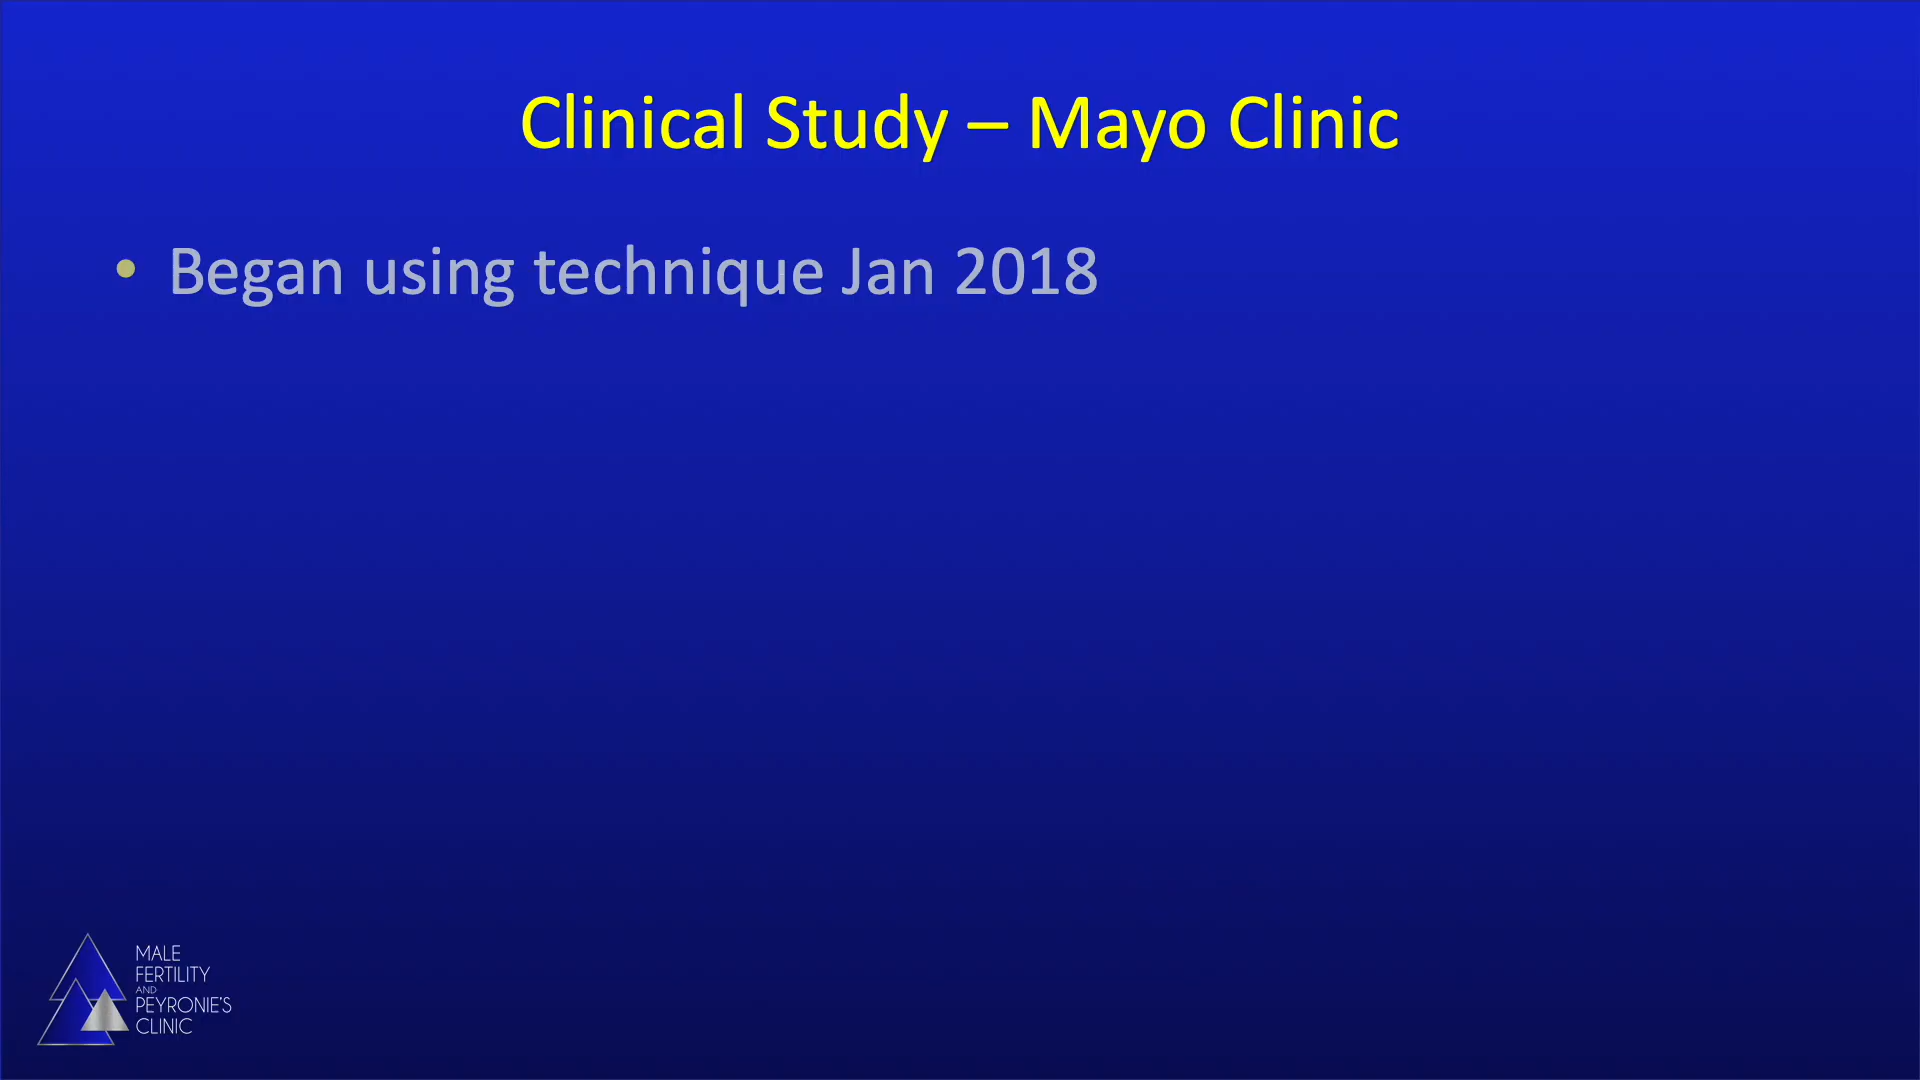 Clinical Study – Mayo Clinic
• Began using technique Jan 2018
MALE
FERTILITY
AND
PEYRONIE'S
CLINIC